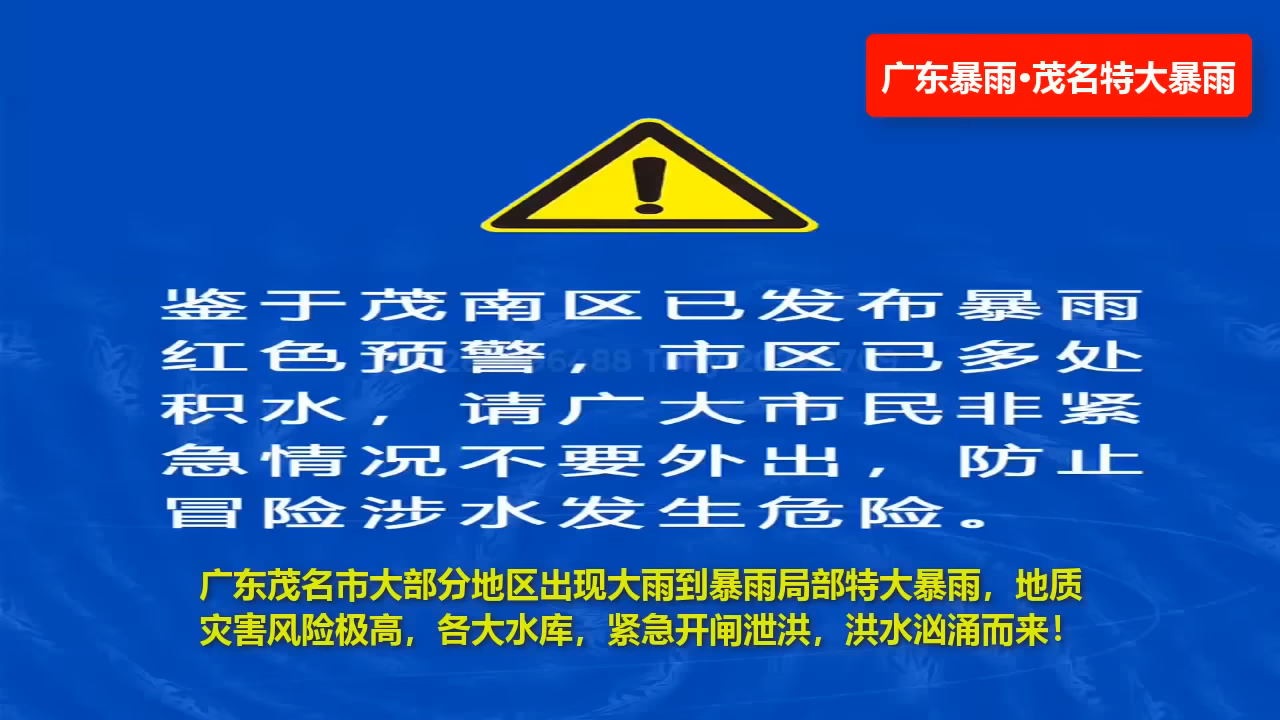 广东暴雨·茂名特大暴雨
鉴于茂南区已发布暴雨
红色预警，市区已多处
积水，请广大市民非紧
急情况不要外出，防止
冒险涉水发生危险。
广东茂名市大部分地区出现大雨到暴雨局部特大暴雨，地质
灾害风险极高，各大水库，紧急开闸泄洪，洪水汹涌而来！